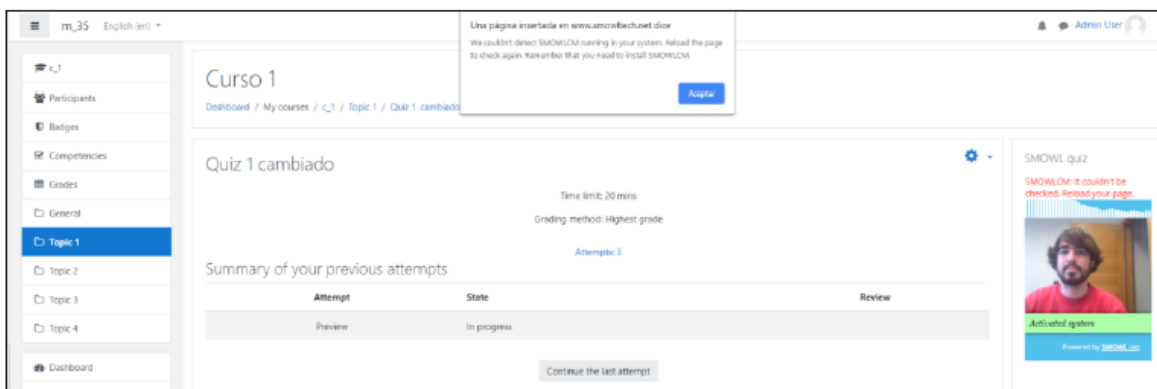 m_35 English (en)
Una página insertada en www.smowltech.net dice
We couldn't detect SMOWLCM running in your system. Reload the page
to check again. Remember that you need to install SMOWLCM.
Aceptar
Admin User
c_1
Participants
Badges
Competencies
Grades
General
Topic 1
Topic 2
Topic 3
Topic 4
Dashboard
Curso 1
Dashboard / My courses / c_1 / Topic 1 / Quiz 1 cambiado
Quiz 1 cambiado
Time limit: 20 mins
Grading method: Highest grade
Attempts: 3
Summary of your previous attempts
Attempt State Review
Preview In progress
Continue the last attempt
SMOWL quiz
SMOWLCM: It couldn't be
checked. Reload your page.
Activated system
Powered by SMOWL.net